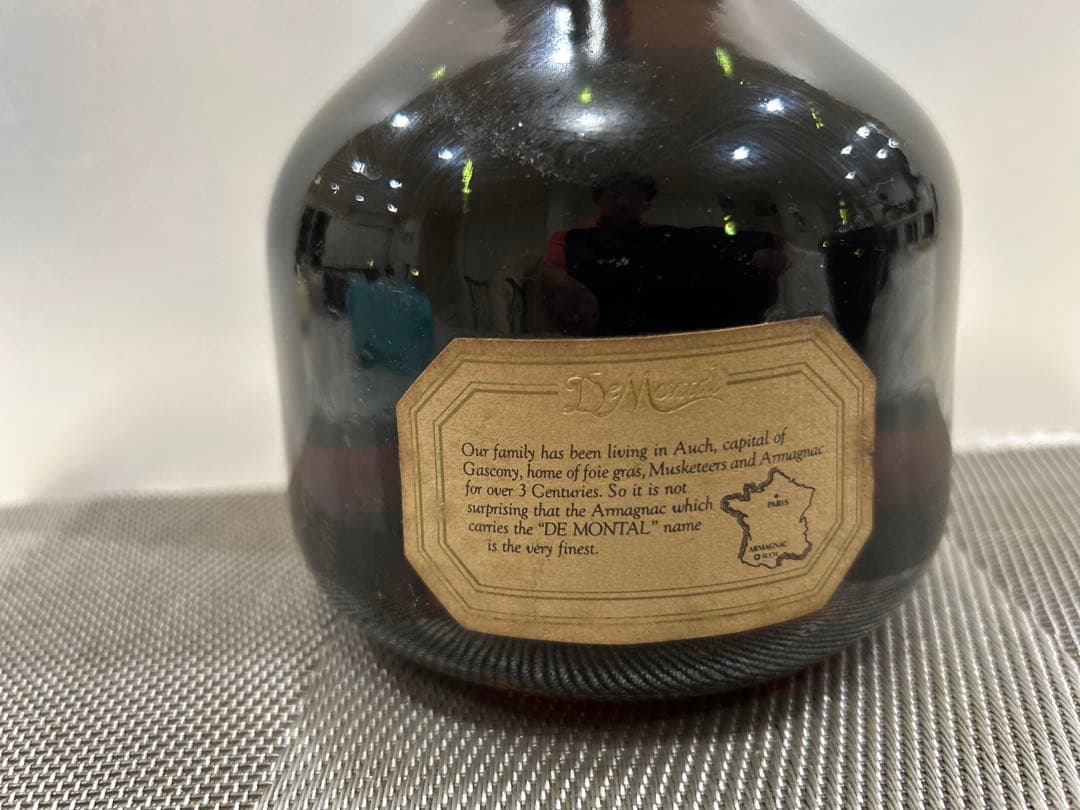 De Montal
Our family has been living in Auch, capital of
Gascony, home of foie gras, Musketeers and Armagnac
for over 3 Centuries. So it is not
surprising that the Armagnac which
carries the "DE MONTAL" name
is the very finest.
PARIS
ARMAGNAC
AUCH